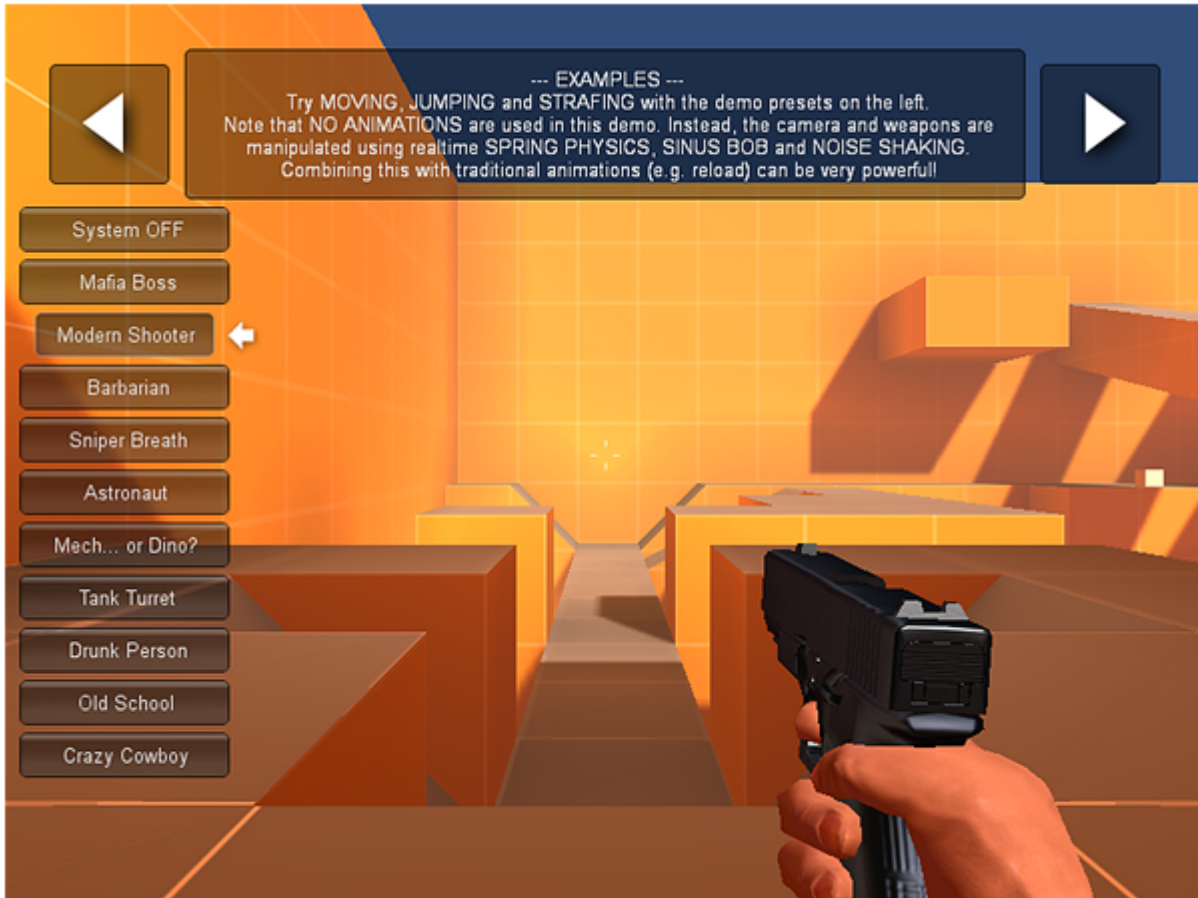 --- EXAMPLES ---
Try MOVING, JUMPING and STRAFING with the demo presets on the left.
Note that NO ANIMATIONS are used in this demo. Instead, the camera and weapons are
manipulated using realtime SPRING PHYSICS, SINUS BOB and NOISE SHAKING.
Combining this with traditional animations (e.g. reload) can be very powerful!
System OFF
Mafia Boss
Modern Shooter
Barbarian
Sniper Breath
Astronaut
Mech... or Dino?
Tank Turret
Drunk Person
Old School
Crazy Cowboy